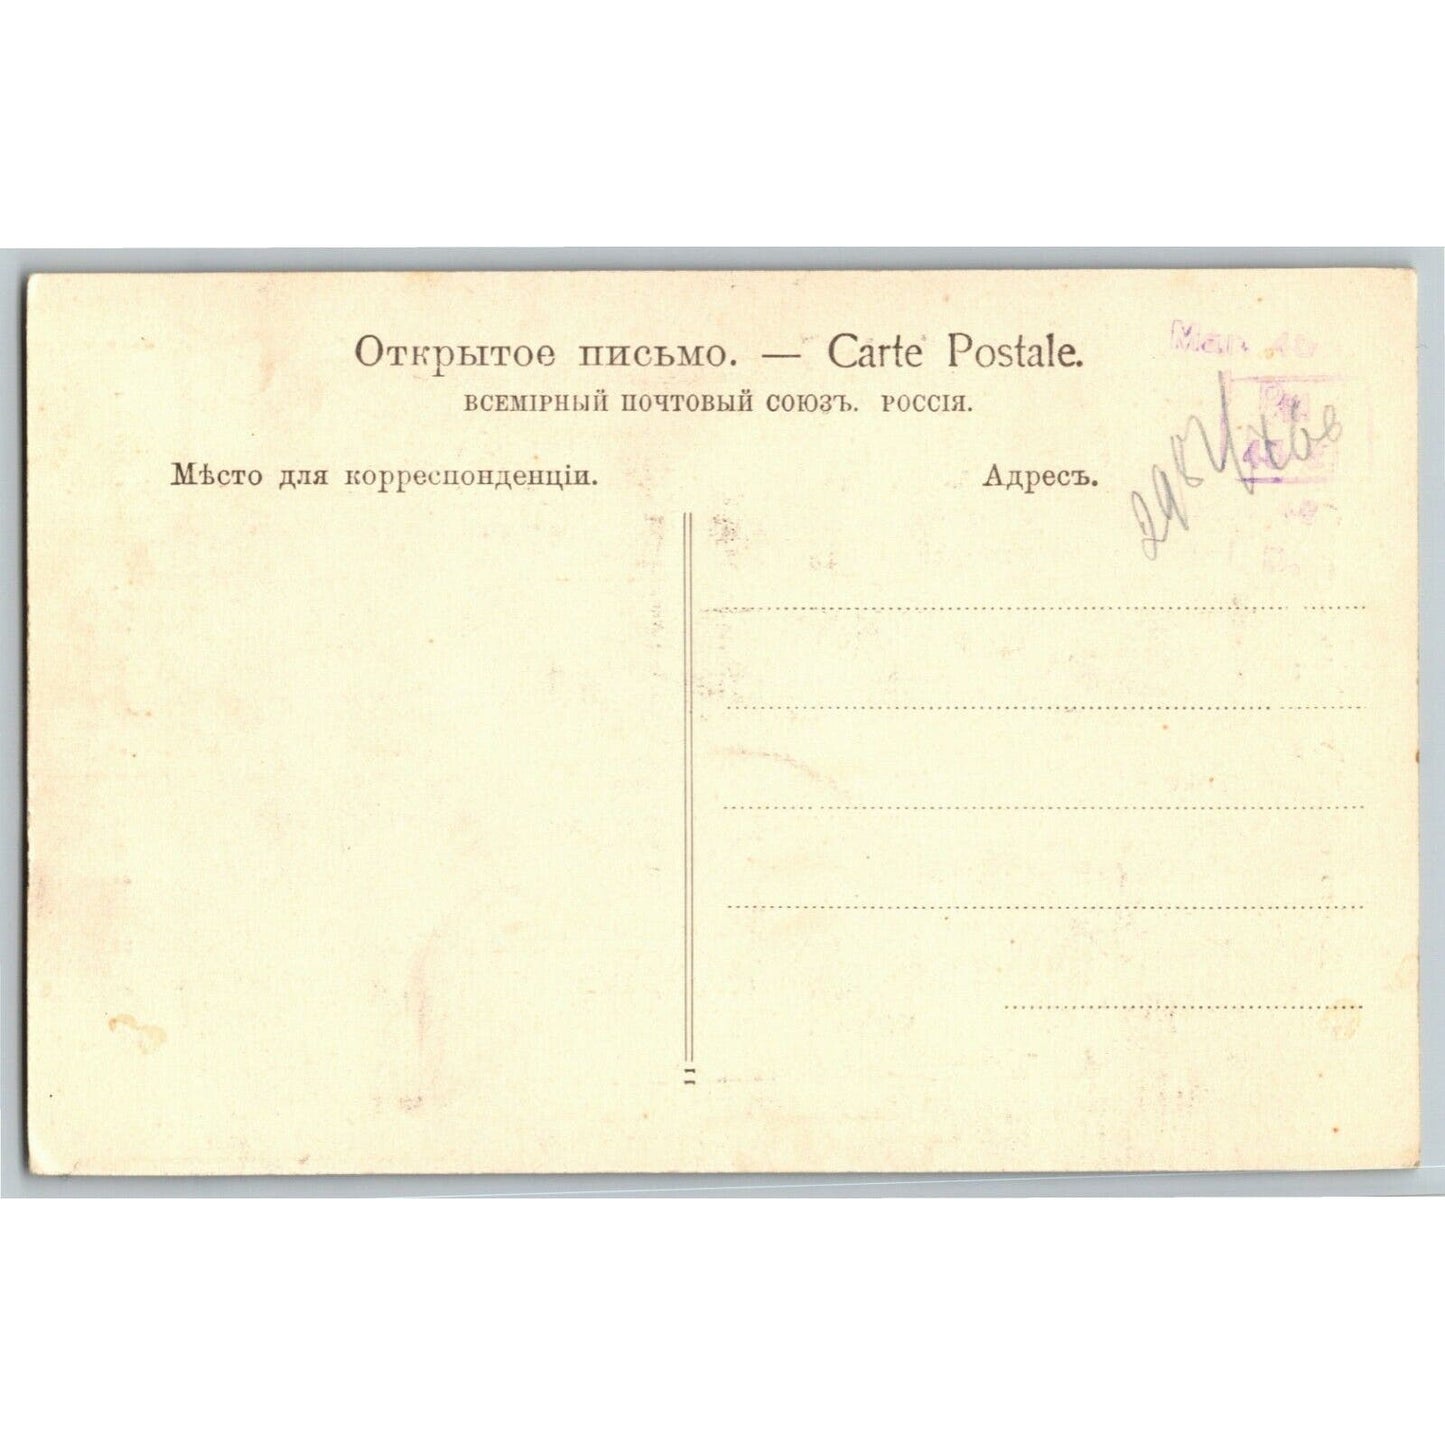 Открытое письмо. — Carte Postale.
ВСЕМІРНЫЙ ПОЧТОВЫЙ СОЮЗЪ. РОССІЯ.
Мѣсто для корреспонденціи.
Адресъ.